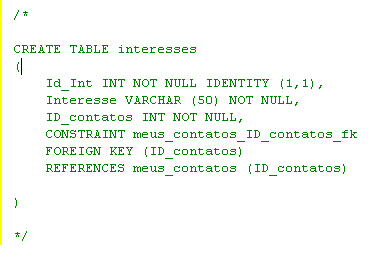 /*
CREATE TABLE interesses
(
Id_Int INT NOT NULL IDENTITY (1,1),
Interesse VARCHAR (50) NOT NULL,
ID_contatos INT NOT NULL,
CONSTRAINT meus_contatos_ID_contatos_fk
FOREIGN KEY (ID_contatos)
REFERENCES meus_contatos (ID_contatos)
)
*/